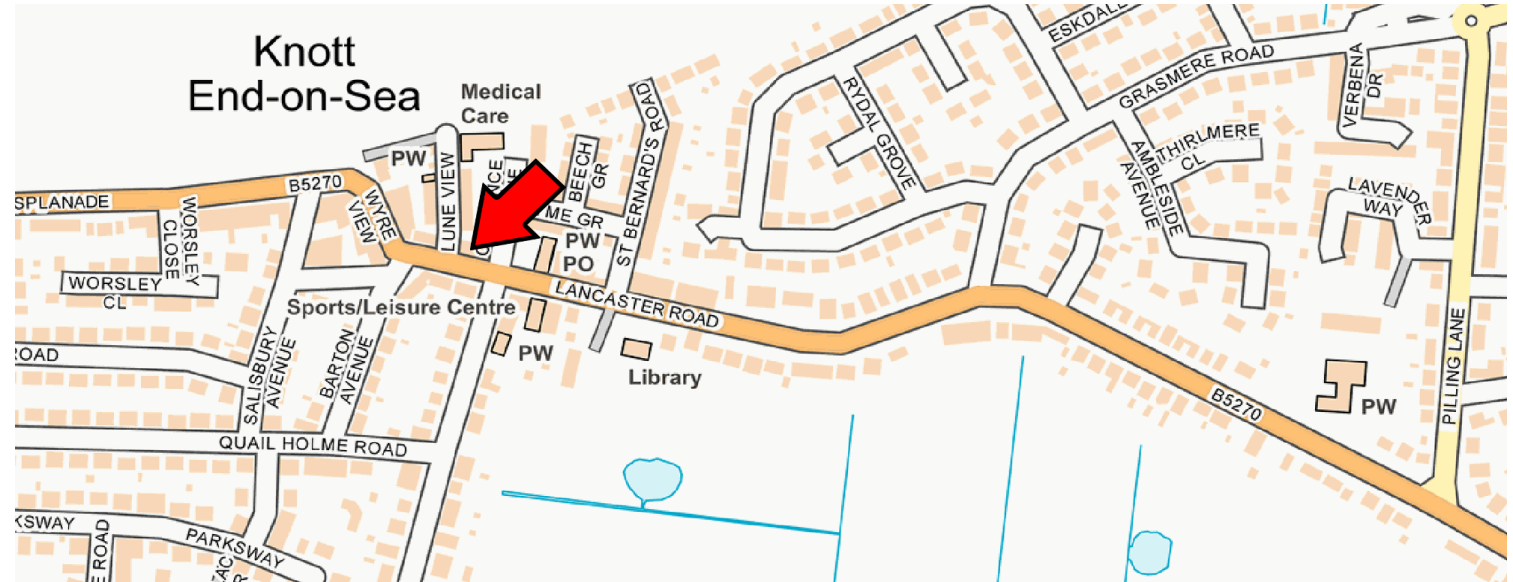 Knott
End-on-Sea
Medical
Care
PW
LUNE VIEW
BEECH
GR
ME GR
ST BERNARD'S ROAD
PW
PO
SPLANADE
B5270
WYRE
VIEW
WORSLEY
CLOSE
WORSLEY
CL
Sports/Leisure Centre
LANCASTER ROAD
PW
Library
ROAD
SALISBURY
AVENUE
BARTON
AVENUE
QUAIL HOLME ROAD
KSWAY
PARKSWAY
E ROAD
RYDAL GROVE
ESKDALE
GRASMERE ROAD
VERBENA
DR
THIRLMERE
CL
AMBLESIDE
AVENUE
LAVENDER
WAY
B5270
PW
PILLING LANE